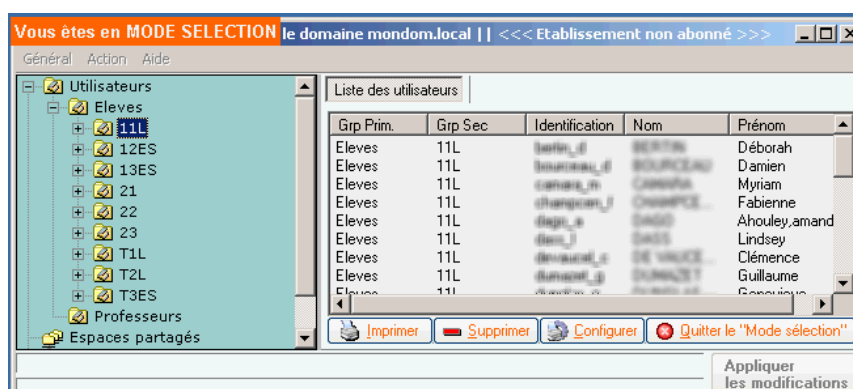 Vous êtes en MODE SELECTION le domaine mondom.local || <<< Etablissement non abonné >>>
Général Action Aide
Utilisateurs
Eleves
11L
12ES
13ES
21
22
23
T1L
T2L
T3ES
Professeurs
Espaces partagés
Liste des utilisateurs
Grp Prim. Grp Sec Identification Nom Prénom
Eleves 11L Déborah
Eleves 11L Damien
Eleves 11L Myriam
Eleves 11L Fabienne
Eleves 11L Ahouley,amand
Eleves 11L Lindsey
Eleves 11L Clémence
Eleves 11L Guillaume
Eleves 11L
Imprimer Supprimer Configurer Quitter le "Mode sélection"
Appliquer
les modifications